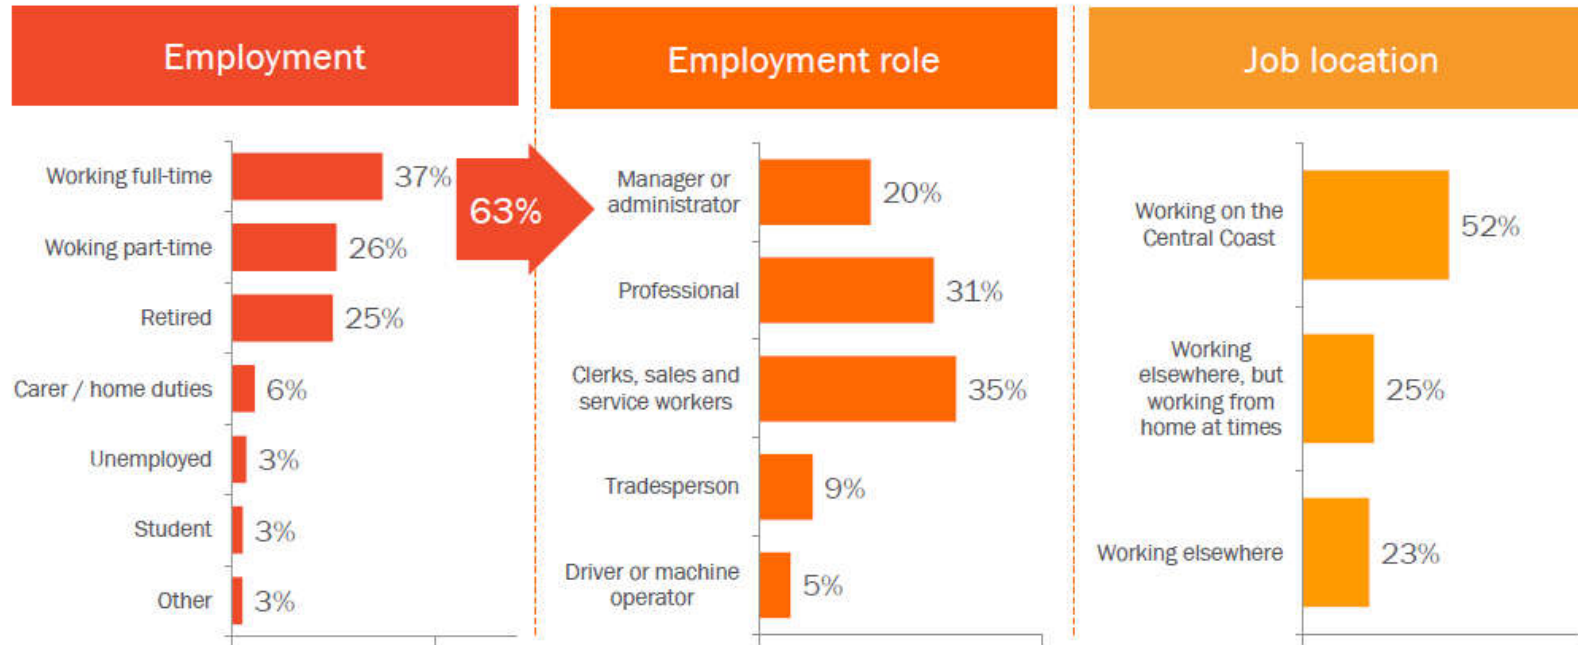 Employment
Working full-time
37%
Woking part-time
26%
Retired
25%
Carer / home duties
6%
Unemployed
3%
Student
3%
Other
3%
63%
Employment role
Manager or
administrator
20%
Professional
31%
Clerks, sales and
service workers
35%
Tradesperson
9%
Driver or machine
operator
5%
Job location
Working on the
Central Coast
52%
Working
elsewhere, but
working from
home at times
25%
Working elsewhere
23%